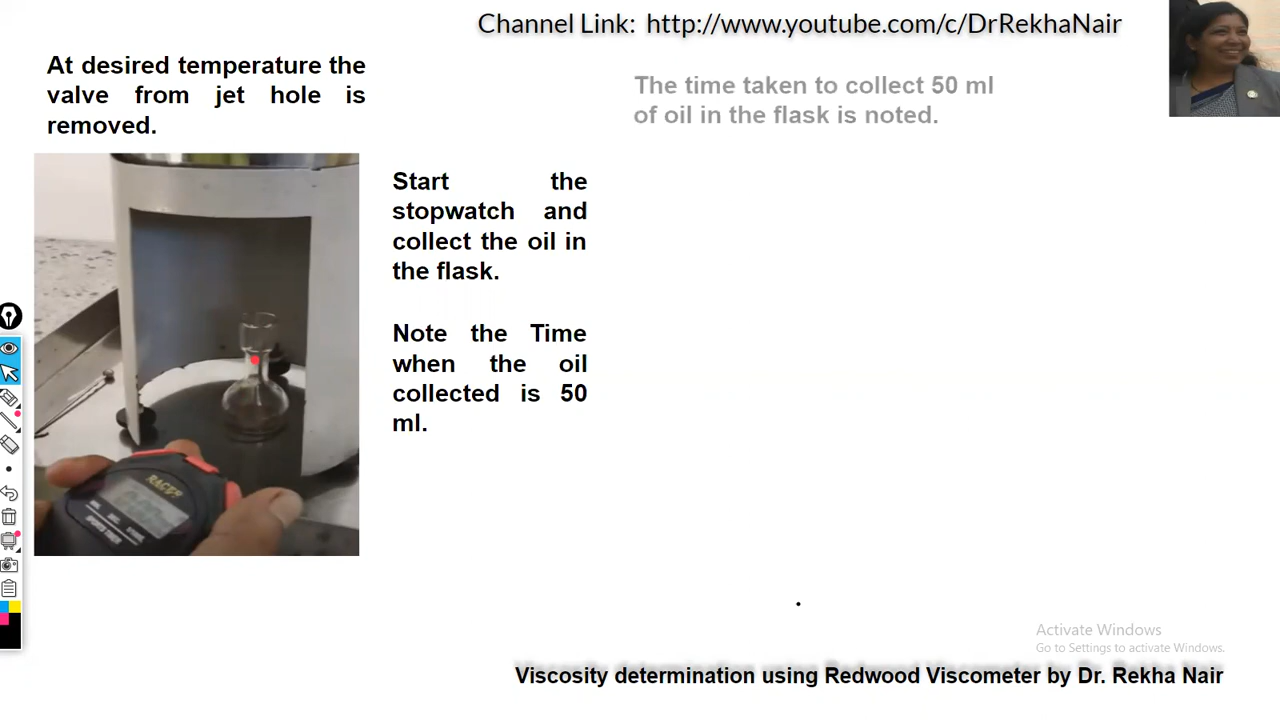 Channel Link: http://www.youtube.com/c/DrRekhaNair
At desired temperature the
valve from jet hole is
removed.
The time taken to collect 50 ml
of oil in the flask is noted.
Start the
stopwatch and
collect the oil in
the flask.
Note the Time
when the oil
collected is 50
ml.
RACER
Activate Windows
Go to Settings to activate Windows.
Viscosity determination using Redwood Viscometer by Dr. Rekha Nair